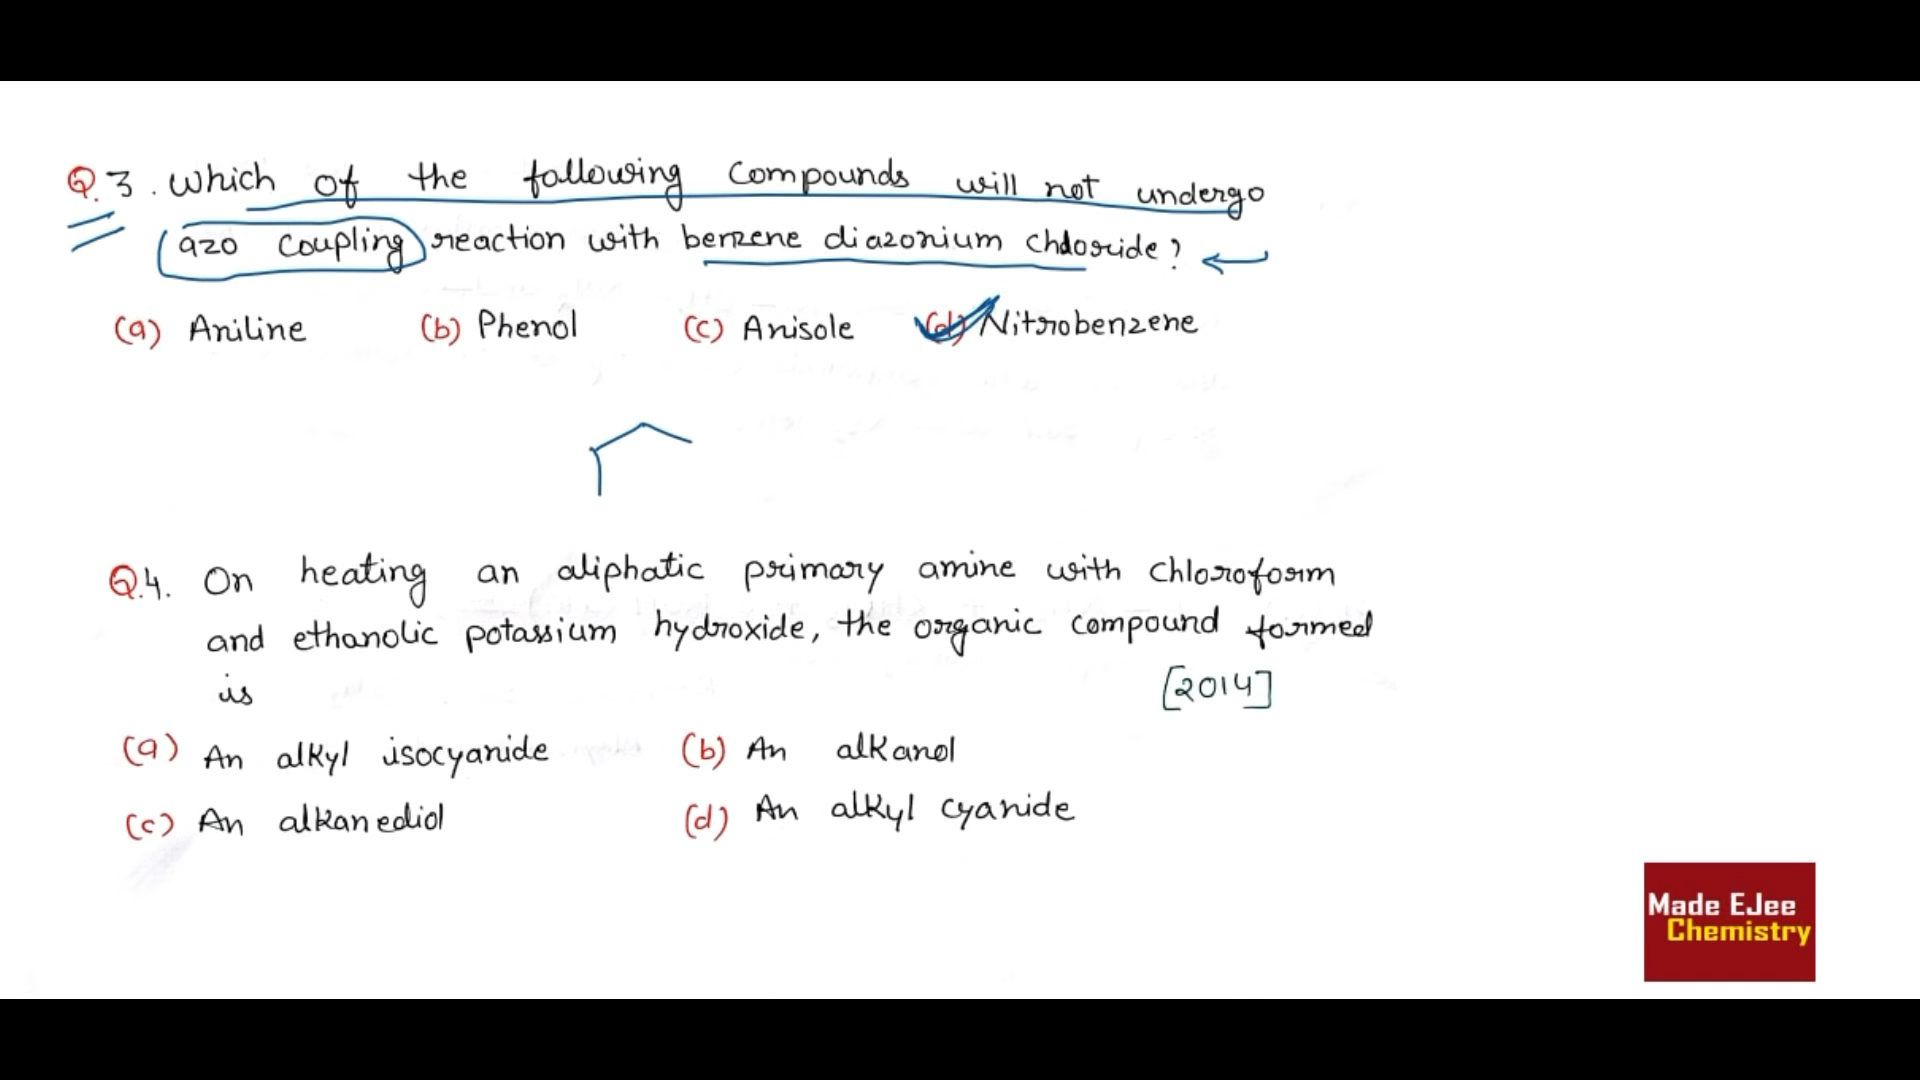 Q.3. Which of the following compounds will not undergo
azo coupling reaction with benzene diazonium chloride?
(a) Aniline (b) Phenol (c) Anisole (d) Nitrobenzene
Q.4. On heating an aliphatic primary amine with chloroform
and ethanolic potassium hydroxide, the organic compound formed
is [2014]
(a) An alkyl isocyanide (b) An alkanol
(c) An alkanediol (d) An alkyl cyanide
Made EJee
Chemistry